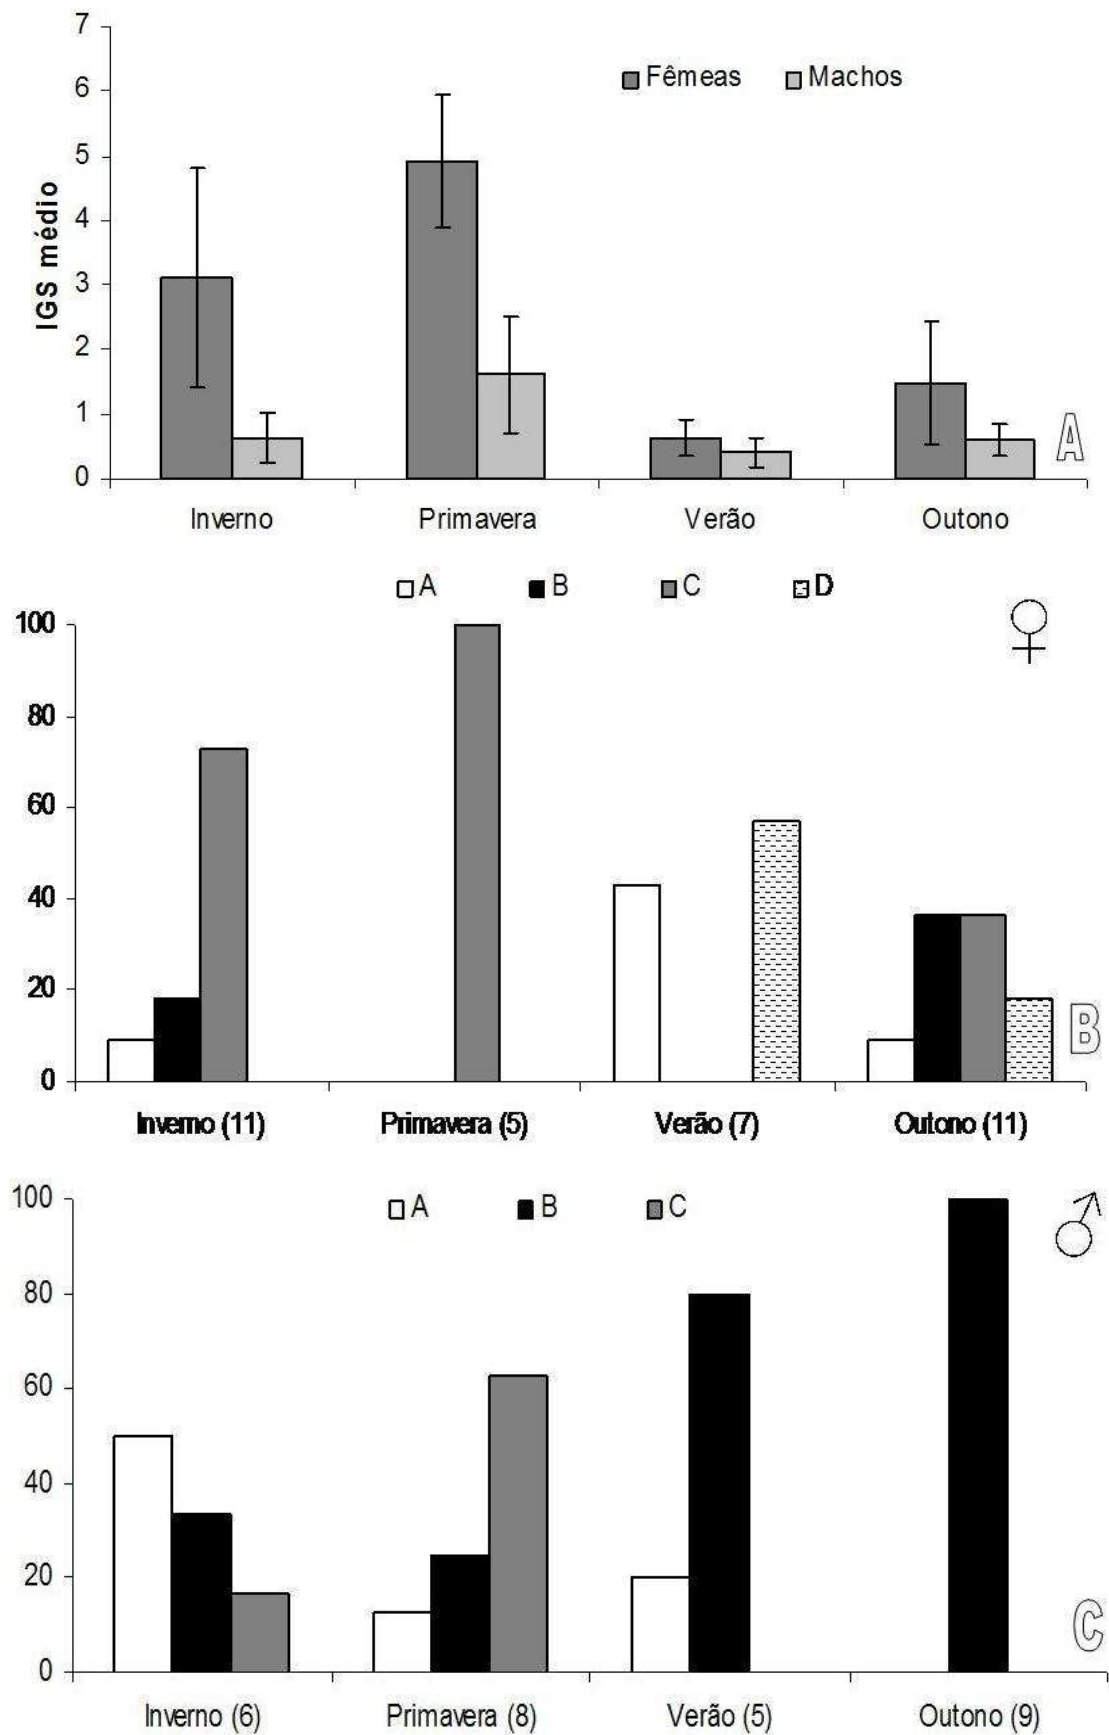 7
Fêmeas Machos
6
5
4
IGS médio
3
2
1
A
0
Inverno Primavera Verão Outono
A B C D
100
80
60
40
20
B
0
Inverno (11) Primavera (5) Verão (7) Outono (11)
100
A B C
80
60
40
20
C
0
Inverno (6) Primavera (8) Verão (5) Outono (9)